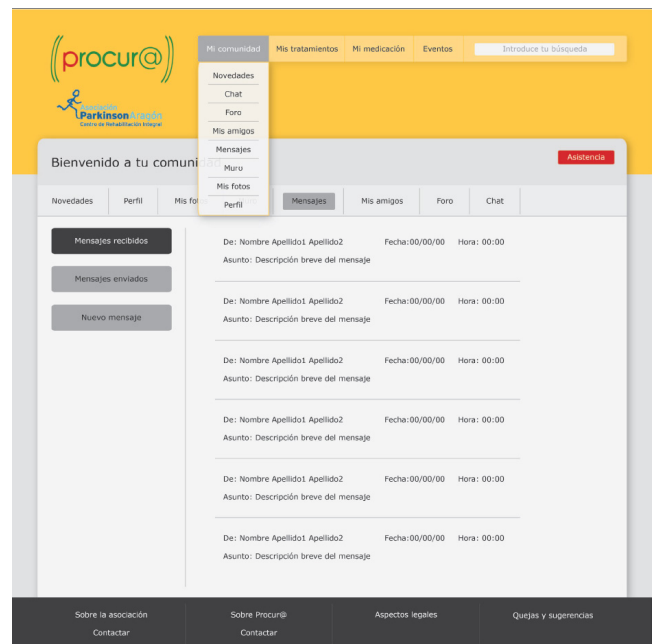 (procur@)
Mi comunidad Mis tratamientos Mi medicación Eventos Introduce tu búsqueda
Novedades
Chat
Foro
Mis amigos
Mensajes
Muro
Mis fotos
Perfil
Asociación
ParkinsonAragón
Centro de Rehabilitación Integral
Bienvenido a tu comunidad
Asistencia
Novedades Perfil Mis fotos Mensajes Mis amigos Foro Chat
Mensajes recibidos
Mensajes enviados
Nuevo mensaje
De: Nombre Apellido1 Apellido2 Fecha:00/00/00 Hora: 00:00
Asunto: Descripción breve del mensaje
De: Nombre Apellido1 Apellido2 Fecha:00/00/00 Hora: 00:00
Asunto: Descripción breve del mensaje
De: Nombre Apellido1 Apellido2 Fecha:00/00/00 Hora: 00:00
Asunto: Descripción breve del mensaje
De: Nombre Apellido1 Apellido2 Fecha:00/00/00 Hora: 00:00
Asunto: Descripción breve del mensaje
De: Nombre Apellido1 Apellido2 Fecha:00/00/00 Hora: 00:00
Asunto: Descripción breve del mensaje
De: Nombre Apellido1 Apellido2 Fecha:00/00/00 Hora: 00:00
Asunto: Descripción breve del mensaje
Sobre la asociación Sobre Procur@ Aspectos legales Quejas y sugerencias
Contactar Contactar